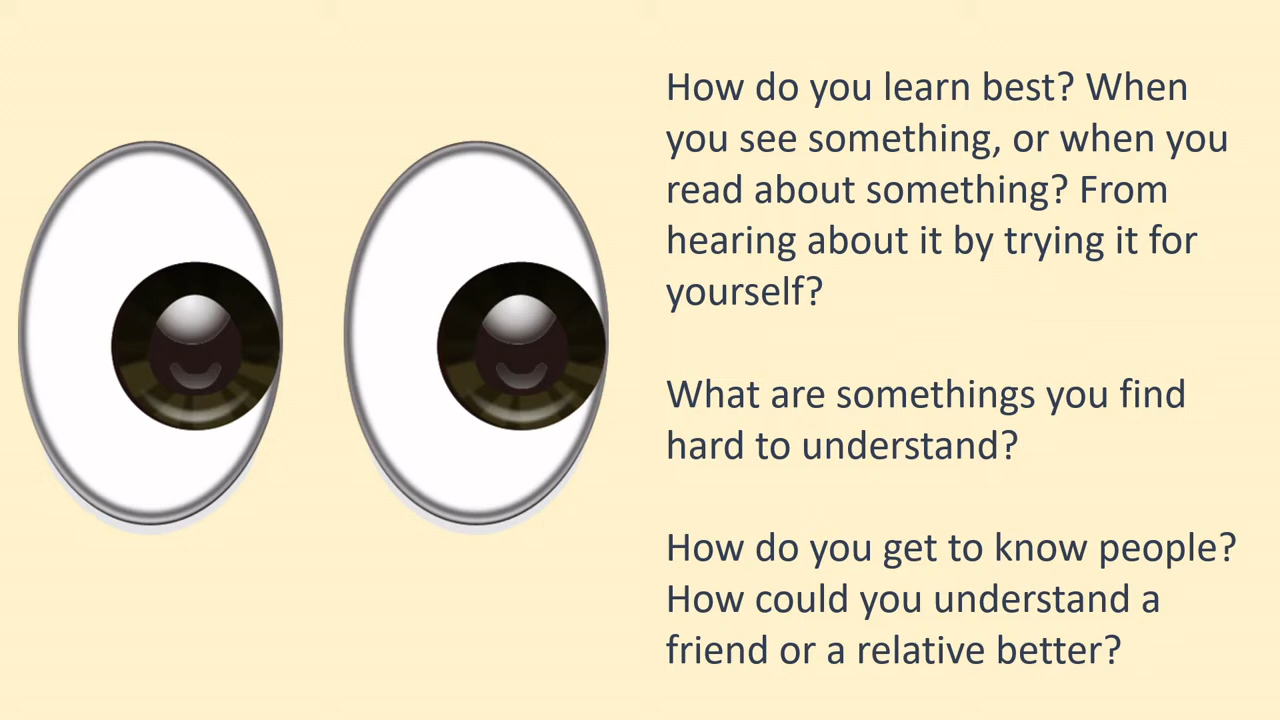 How do you learn best? When
you see something, or when you
read about something? From
hearing about it by trying it for
yourself?
What are somethings you find
hard to understand?
How do you get to know people?
How could you understand a
friend or a relative better?